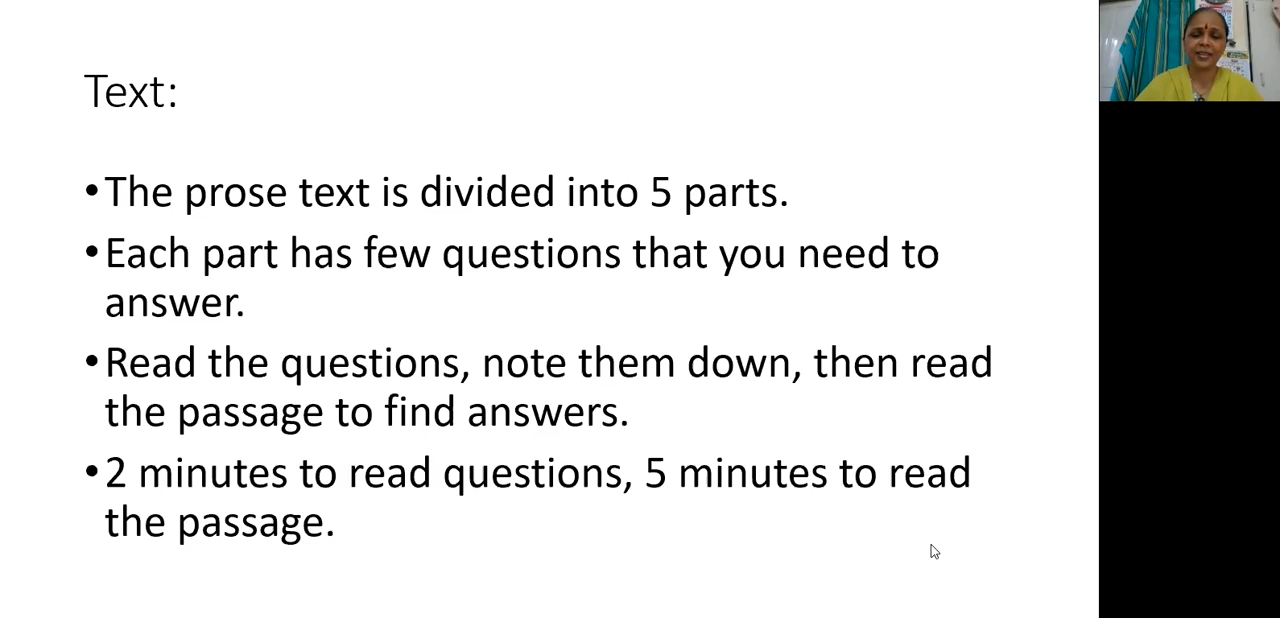 Text:
•The prose text is divided into 5 parts.
•Each part has few questions that you need to
answer.
•Read the questions, note them down, then read
the passage to find answers.
•2 minutes to read questions, 5 minutes to read
the passage.